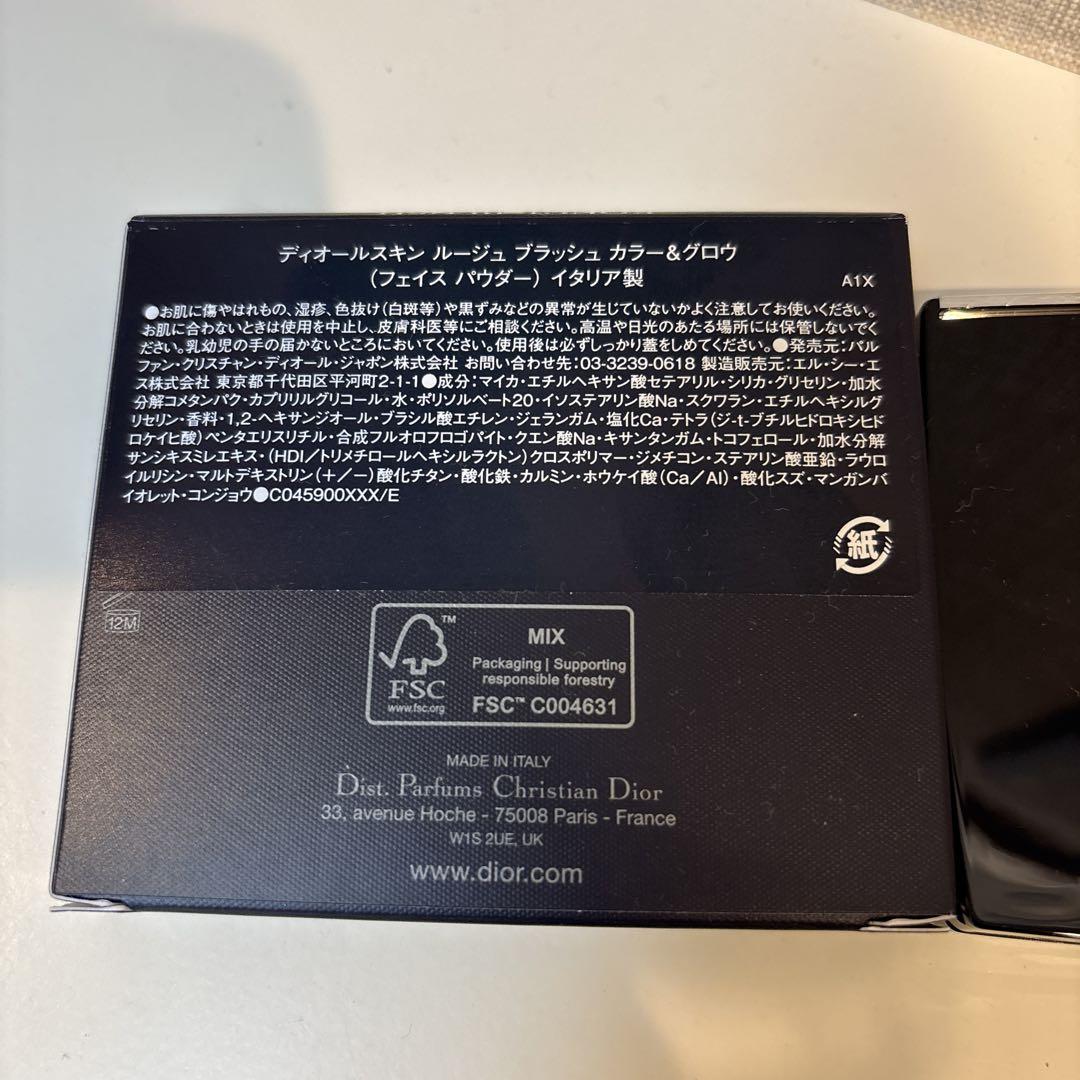 ディオールスキン ルージュ ブラッシュ カラー&グロウ
(フェイス パウダー) イタリア製
A1X
●お肌に傷やはれもの、湿疹、色抜け(白斑等)や黒ずみなどの異常が生じていないかよく注意してお使いください。
お肌に合わないときは使用を中止し、皮膚科医等にご相談ください。高温や日光のあたる場所には保管しないでく
ださい。乳幼児の手の届かないところにおいてください。使用後は必ずしっかり蓋をしめてください。●発売元:パル
ファン・クリスチャン・ディオール・ジャポン株式会社 お問い合わせ先:03-3239-0618 製造販売元:エル・シー・エ
ス株式会社 東京都千代田区平河町2-1-1●成分:マイカ・エチルヘキサン酸セテアリル・シリカ・グリセリン・加水
分解コメタンパク・カプリリルグリコール・水・ポリソルベート20・イソステアリン酸Na・スクワラン・エチルヘキシルグ
リセリン・香料・1,2-ヘキサンジオール・ブラシル酸エチレン・ジェランガム・塩化Ca・テトラ(ジ-t-ブチルヒドロキシヒド
ロケイヒ酸)ペンタエリスリチル・合成フルオロフロゴパイト・クエン酸Na・キサンタンガム・トコフェロール・加水分解
サンシキスミレエキス・(HDI/トリメチロールヘキシルラクトン)クロスポリマー・ジメチコン・ステアリン酸亜鉛・ラウロ
イルリシン・マルトデキストリン(+/-)酸化チタン・酸化鉄・カルミン・ホウケイ酸(Ca/Al)・酸化スズ・マンガンバ
イオレット・コンジョウ●C045900XXX/E
紙
12M
FSC™
www.fsc.org
MIX
Packaging | Supporting
responsible forestry
FSC™ C004631
MADE IN ITALY
Dist. Parfums Christian Dior
33, avenue Hoche - 75008 Paris - France
W1S 2UE, UK
www.dior.com